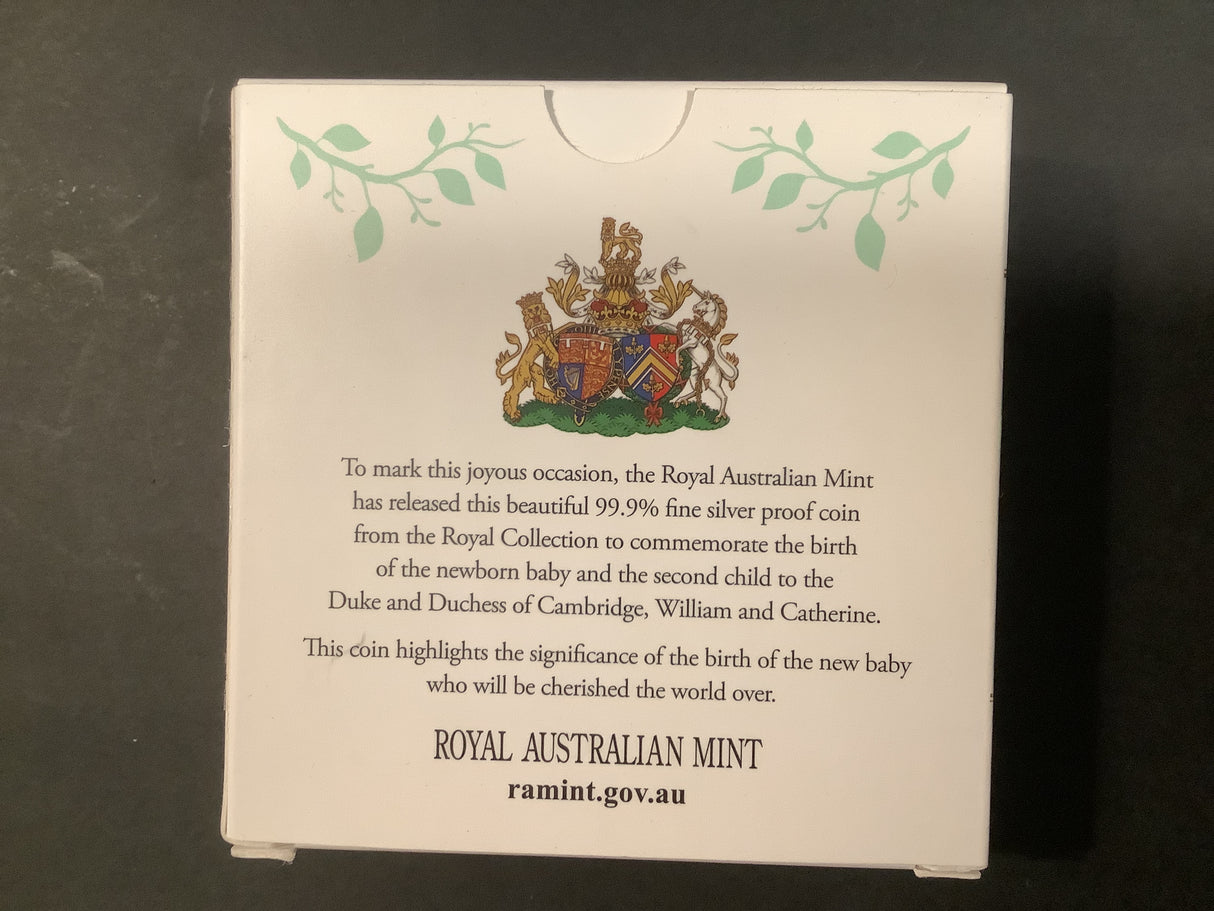 To mark this joyous occasion, the Royal Australian Mint
has released this beautiful 99.9% fine silver proof coin
from the Royal Collection to commemorate the birth
of the newborn baby and the second child to the
Duke and Duchess of Cambridge, William and Catherine.
This coin highlights the significance of the birth of the new baby
who will be cherished the world over.
ROYAL AUSTRALIAN MINT
ramint.gov.au